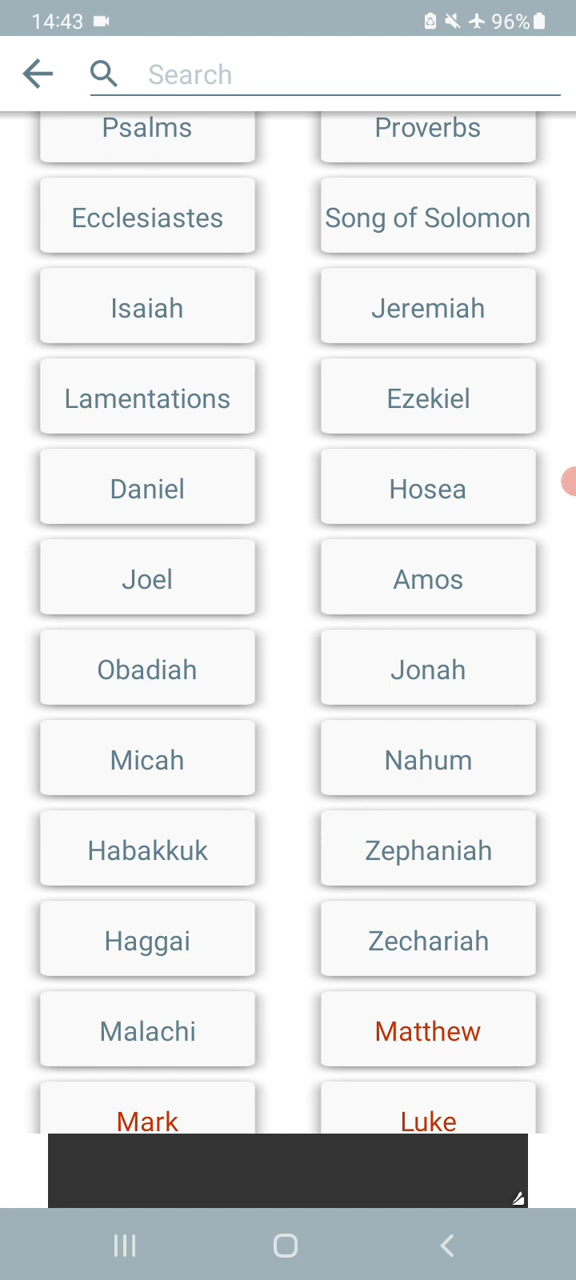 14:43 96%
Search
Psalms Proverbs
Ecclesiastes Song of Solomon
Isaiah Jeremiah
Lamentations Ezekiel
Daniel Hosea
Joel Amos
Obadiah Jonah
Micah Nahum
Habakkuk Zephaniah
Haggai Zechariah
Malachi Matthew
Mark Luke